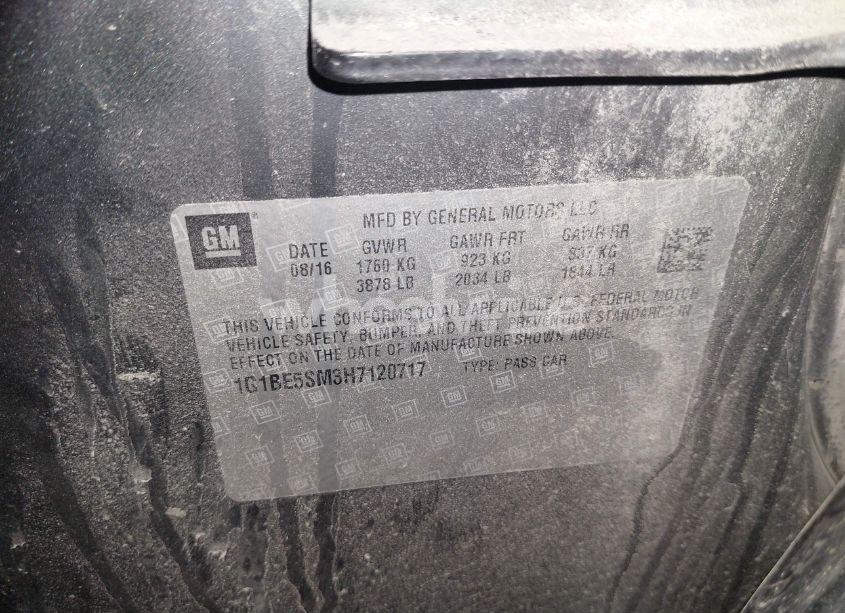 GM
MFD BY GENERAL MOTORS LLC
DATE GVWR GAWR FRT GAWR RR
08/16 1760 KG 923 KG 837 KG
3878 LB 2034 LB 1844 LB
THIS VEHICLE CONFORMS TO ALL APPLICABLE U.S. FEDERAL MOTOR
VEHICLE SAFETY, BUMPER, AND THEFT PREVENTION STANDARDS IN
EFFECT ON THE DATE OF MANUFACTURE SHOWN ABOVE.
1G1BE5SM3H7120717 TYPE: PASS CAR